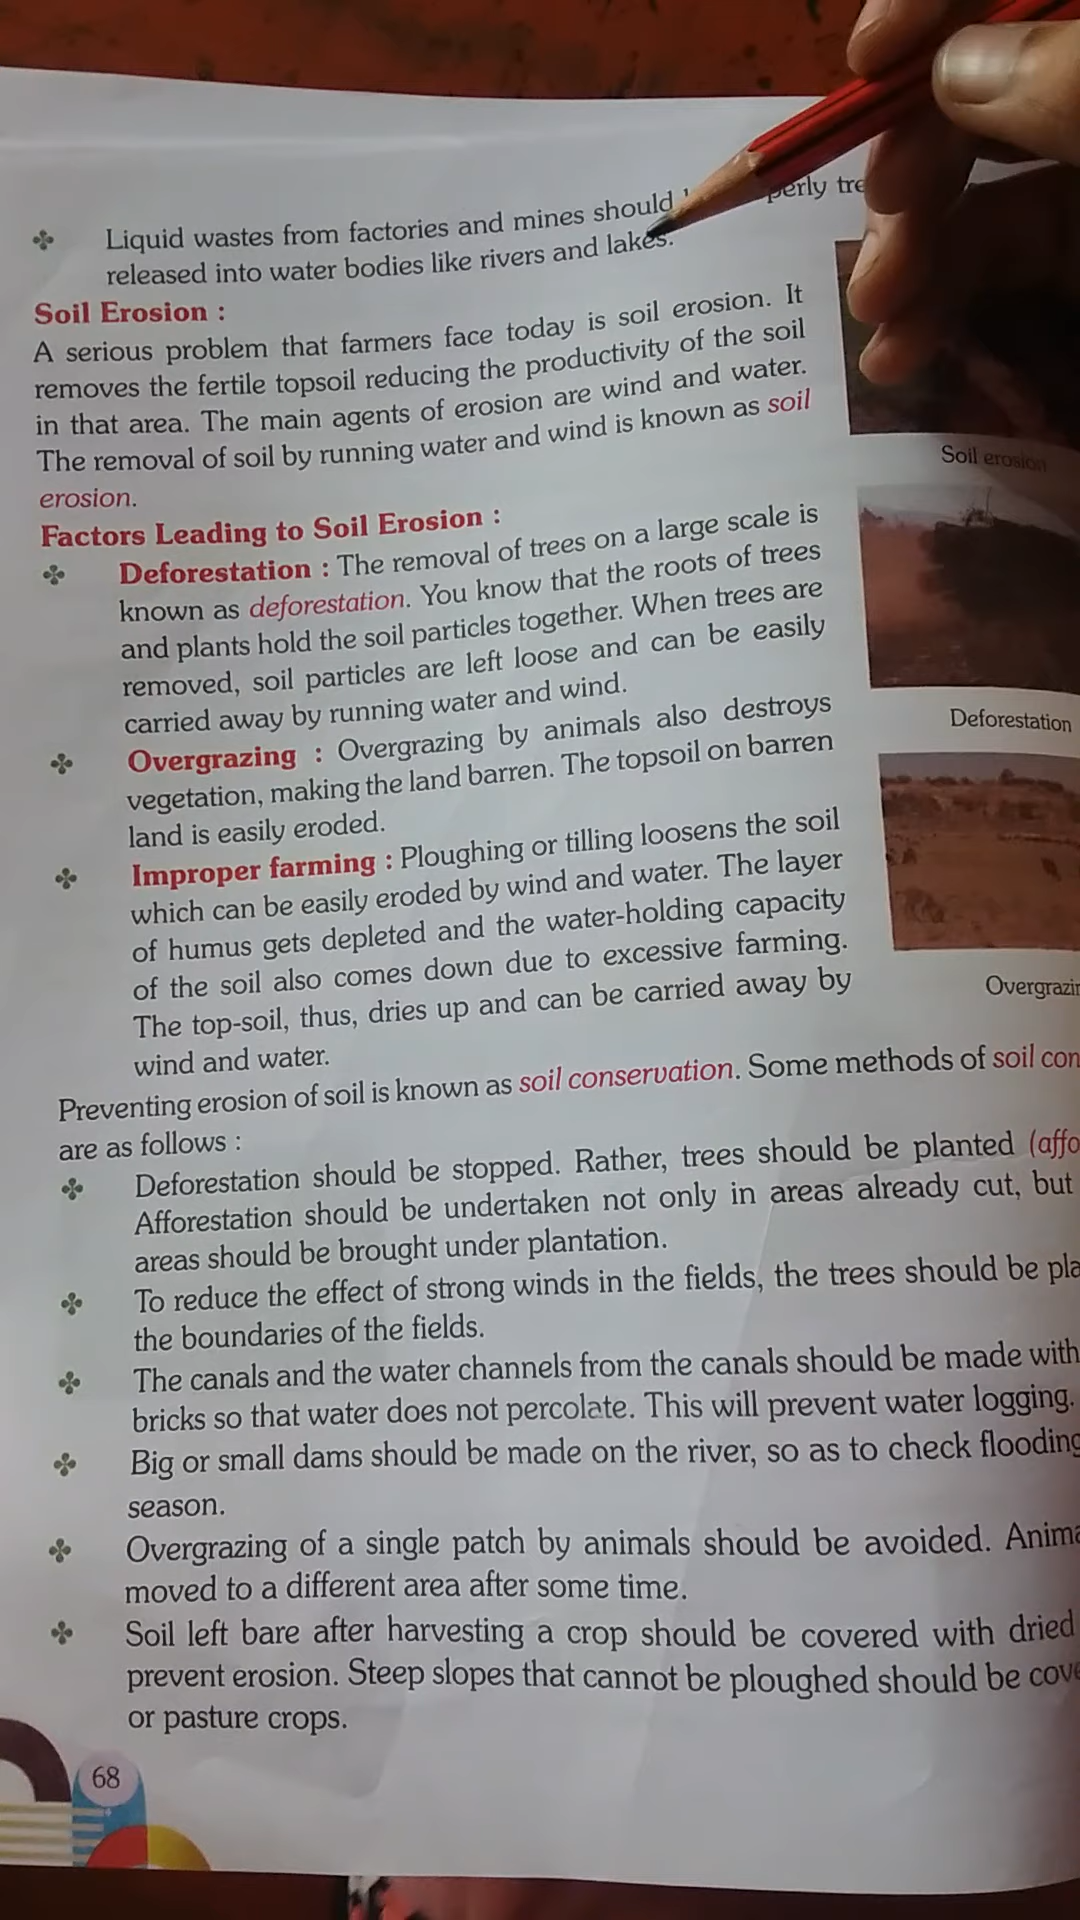 Liquid wastes from factories and mines should
released into water bodies like rivers and lakes.
Soil Erosion :
A serious problem that farmers face today is soil erosion. It
removes the fertile topsoil reducing the productivity of the soil
in that area. The main agents of erosion are wind and water.
The removal of soil by running water and wind is known as soil
erosion.
Soil erosion
Factors Leading to Soil Erosion :
Deforestation : The removal of trees on a large scale is
known as deforestation. You know that the roots of trees
and plants hold the soil particles together. When trees are
removed, soil particles are left loose and can be easily
carried away by running water and wind.
Deforestation
Overgrazing : Overgrazing by animals also destroys
vegetation, making the land barren. The topsoil on barren
land is easily eroded.
Improper farming : Ploughing or tilling loosens the soil
which can be easily eroded by wind and water. The layer
of humus gets depleted and the water-holding capacity
of the soil also comes down due to excessive farming.
The top-soil, thus, dries up and can be carried away by
wind and water.
Preventing erosion of soil is known as soil conservation. Some methods of soil
are as follows :
Deforestation should be stopped. Rather, trees should be planted
Afforestation should be undertaken not only in areas already cut, but
areas should be brought under plantation.
To reduce the effect of strong winds in the fields, the trees should be
the boundaries of the fields.
The canals and the water channels from the canals should be made with
bricks so that water does not percolate. This will prevent water logging.
Big or small dams should be made on the river, so as to check flooding
season.
Overgrazing of a single patch by animals should be avoided.
moved to a different area after some time.
Soil left bare after harvesting a crop should be covered with dried
prevent erosion. Steep slopes that cannot be ploughed should be
or pasture crops.
68